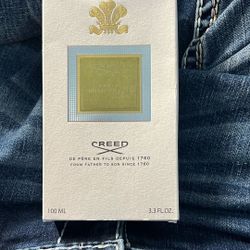 CREED
DE PÈRE EN FILS DEPUIS 1760
FROM FATHER TO SON SINCE 1760
100 ML
3.3 FL.OZ.